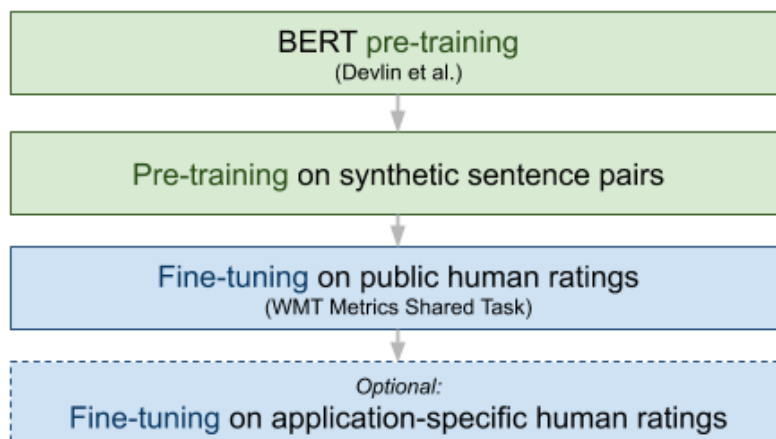 BERT pre-training
(Devlin et al.)
Pre-training on synthetic sentence pairs
Fine-tuning on public human ratings
(WMT Metrics Shared Task)
Optional:
Fine-tuning on application-specific human ratings